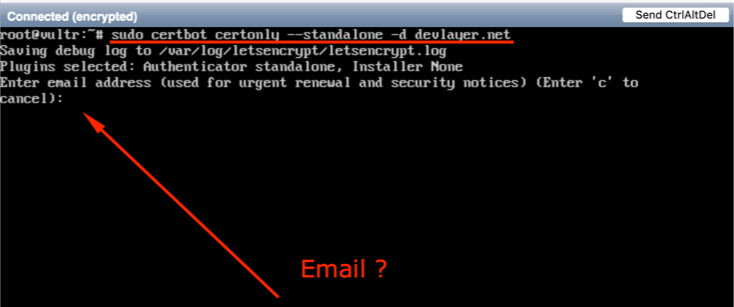 Connected (encrypted)
Send CtrlAltDel
root@vultr:~# sudo certbot certonly --standalone -d devlayer.net
Saving debug log to /var/log/letsencrypt/letsencrypt.log
Plugins selected: Authenticator standalone, Installer None
Enter email address (used for urgent renewal and security notices) (Enter 'c' to
cancel):
Email ?